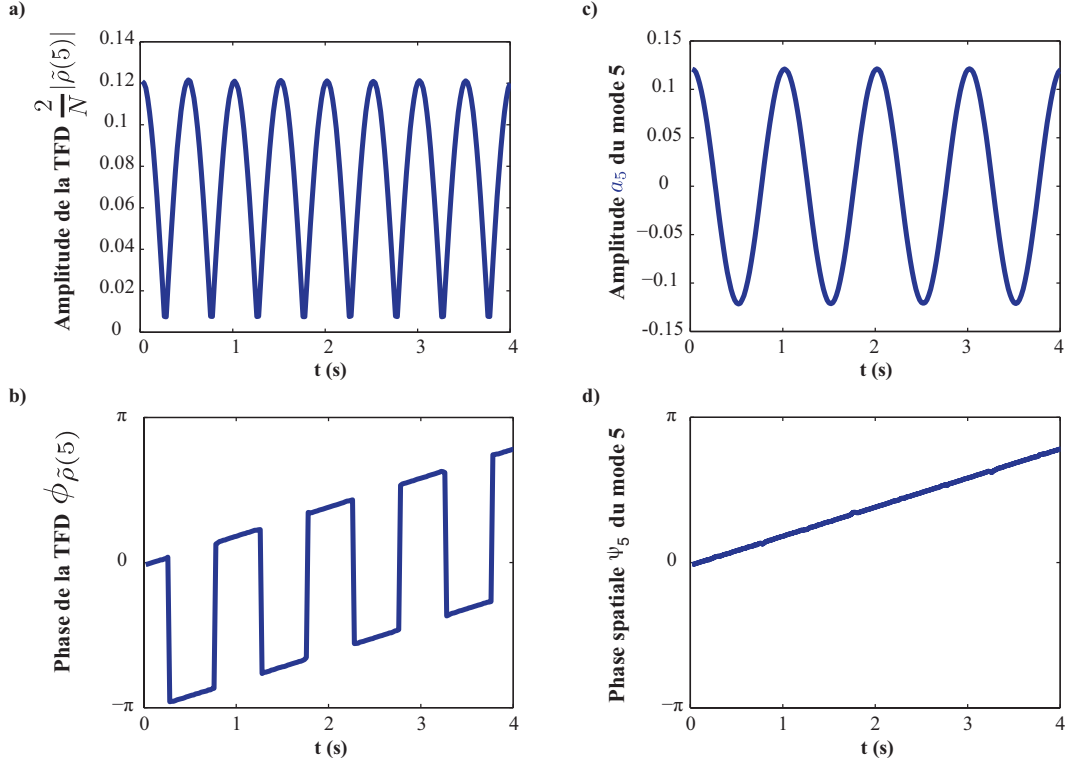 a)
Amplitude de la TFD 2/N |ρ̃(5)|
0.14
0.12
0.1
0.08
0.06
0.04
0.02
0
0 1 2 3 4
t (s)
c)
Amplitude a₅ du mode 5
0.15
0.1
0.05
0
−0.05
−0.1
-0.15
0 1 2 3 4
t (s)
b)
Phase de la TFD ϕρ̃(5)
π
0
−π
0 1 2 3 4
t (s)
d)
Phase spatiale ψ₅ du mode 5
π
0
−π
0 1 2 3 4
t (s)